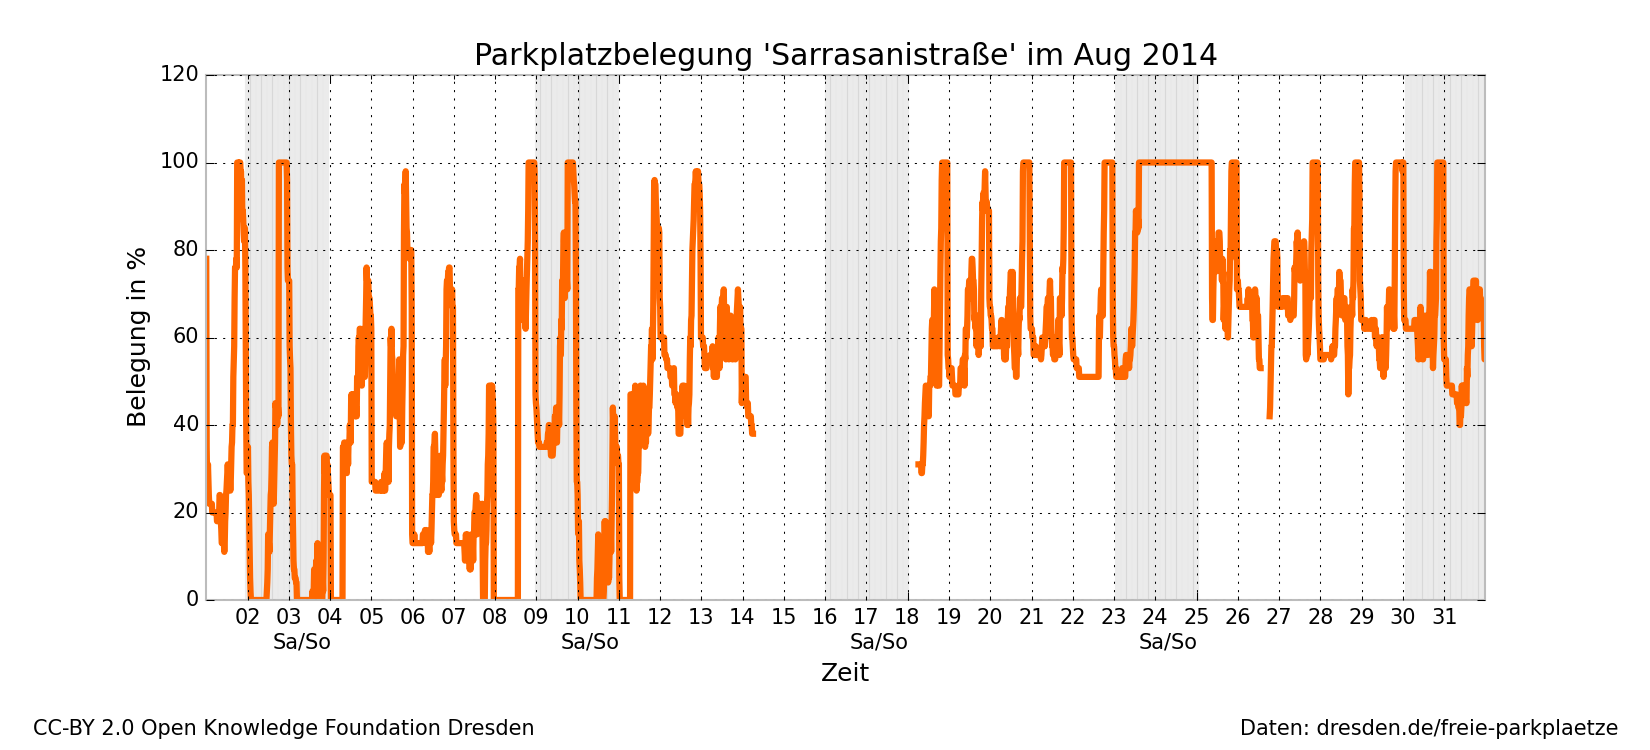 Parkplatzbelegung 'Sarrasanistraße' im Aug 2014
120
100
80
60
40
20
0
Belegung in %
02 03 04 05 06 07 08 09 10 11 12 13 14 15 16 17 18 19 20 21 22 23 24 25 26 27 28 29 30 31
Sa/So Sa/So Sa/So Sa/So
Zeit
CC-BY 2.0 Open Knowledge Foundation Dresden
Daten: dresden.de/freie-parkplaetze